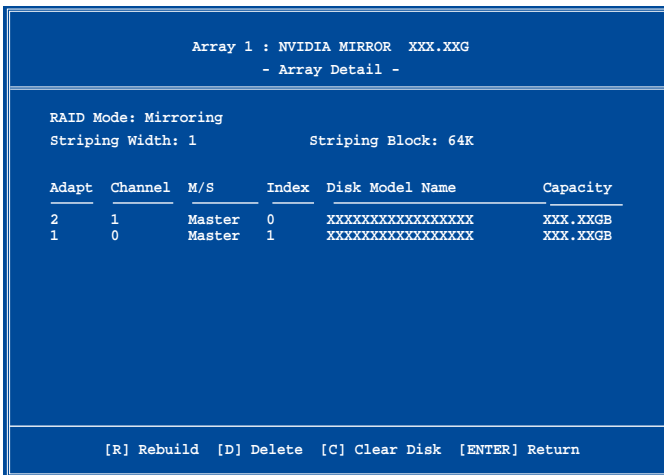 Array 1 : NVIDIA MIRROR XXX.XXG
- Array Detail -
RAID Mode: Mirroring
Striping Width: 1 Striping Block: 64K
Adapt Channel M/S Index Disk Model Name Capacity
2 1 Master 0 XXXXXXXXXXXXXXXXX XXX.XXGB
1 0 Master 1 XXXXXXXXXXXXXXXXX XXX.XXGB
[R] Rebuild [D] Delete [C] Clear Disk [ENTER] Return